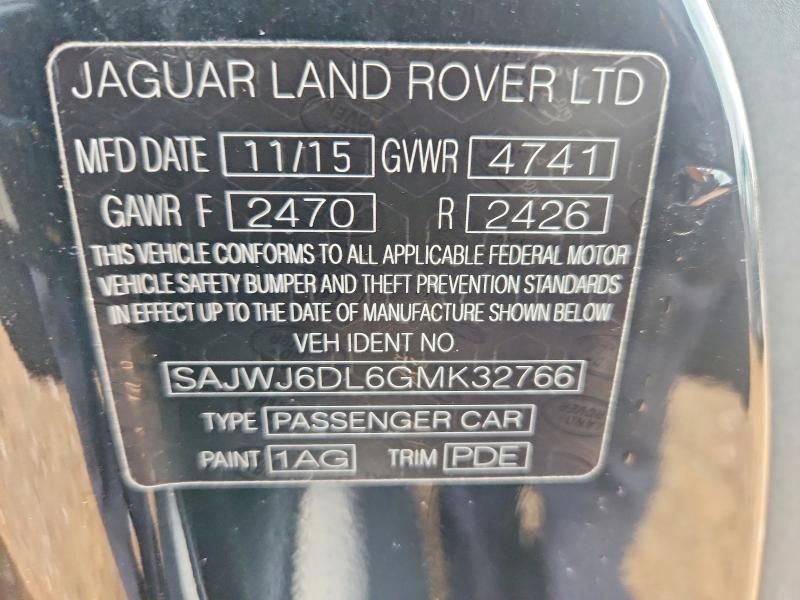 JAGUAR LAND ROVER LTD
MFD DATE 11/15 GVWR 4741
GAWR F 2470 R 2426
THIS VEHICLE CONFORMS TO ALL APPLICABLE FEDERAL MOTOR
VEHICLE SAFETY BUMPER AND THEFT PREVENTION STANDARDS
IN EFFECT UP TO THE DATE OF MANUFACTURE SHOWN BELOW
VEH IDENT NO.
SAJWJ6DL6GMK32766
TYPE PASSENGER CAR
PAINT 1AG TRIM PDE